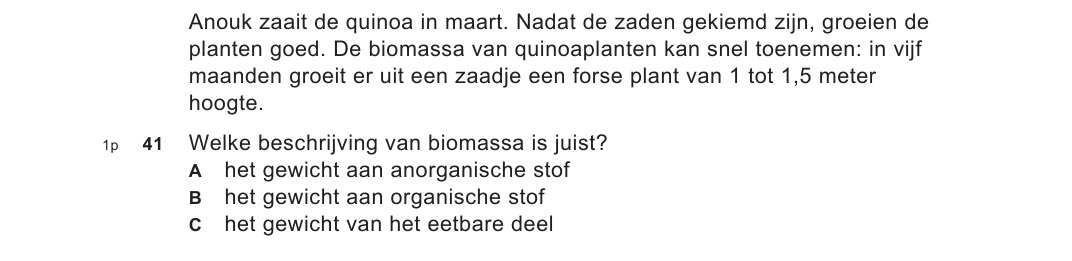 Anouk zaait de quinoa in maart. Nadat de zaden gekiemd zijn, groeien de
planten goed. De biomassa van quinoaplanten kan snel toenemen: in vijf
maanden groeit er uit een zaadje een forse plant van 1 tot 1,5 meter
hoogte.
1p 41 Welke beschrijving van biomassa is juist?
A het gewicht aan anorganische stof
B het gewicht aan organische stof
C het gewicht van het eetbare deel